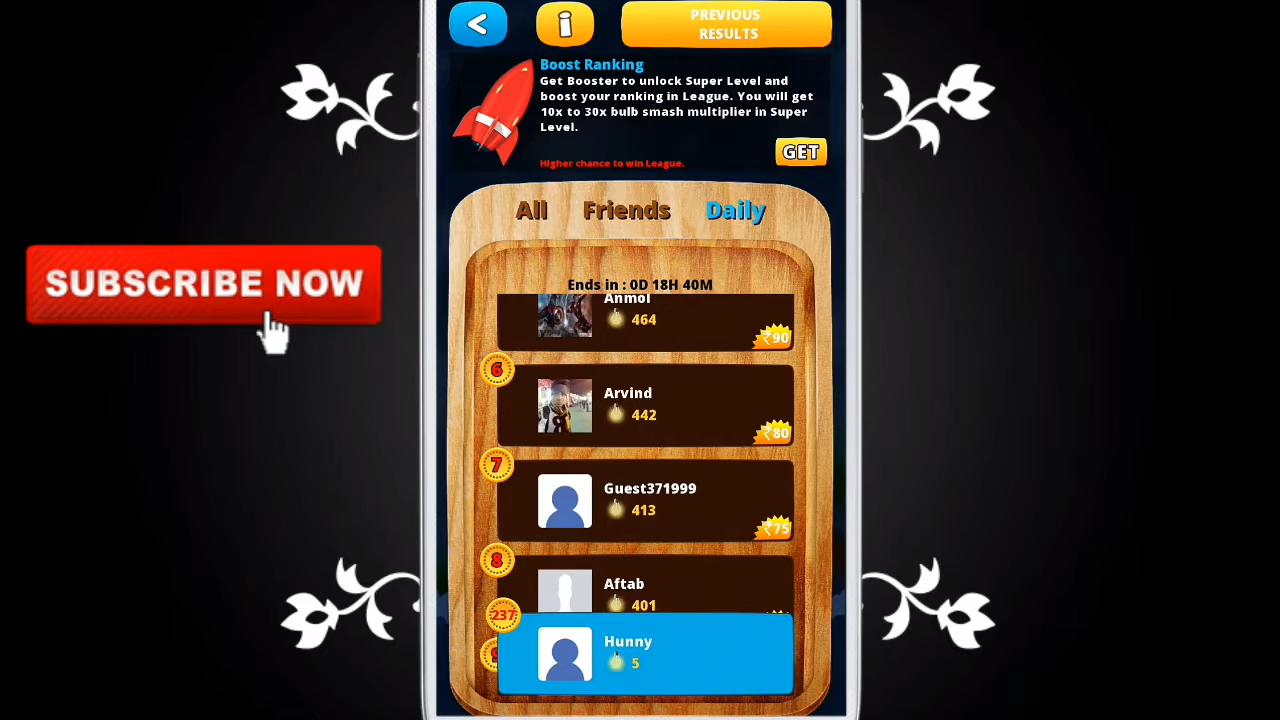 PREVIOUS
RESULTS
Boost Ranking
Get Booster to unlock Super Level and
boost your ranking in League. You will get
10x to 30x bulb smash multiplier in Super
Level.
GET
Higher chance to win League.
All Friends Daily
SUBSCRIBE NOW
Ends in : 0D 18H 40M
Anmol
464
₹90
6
Arvind
442
₹80
7
Guest371999
413
₹75
8
Aftab
401
237
Hunny
5
9